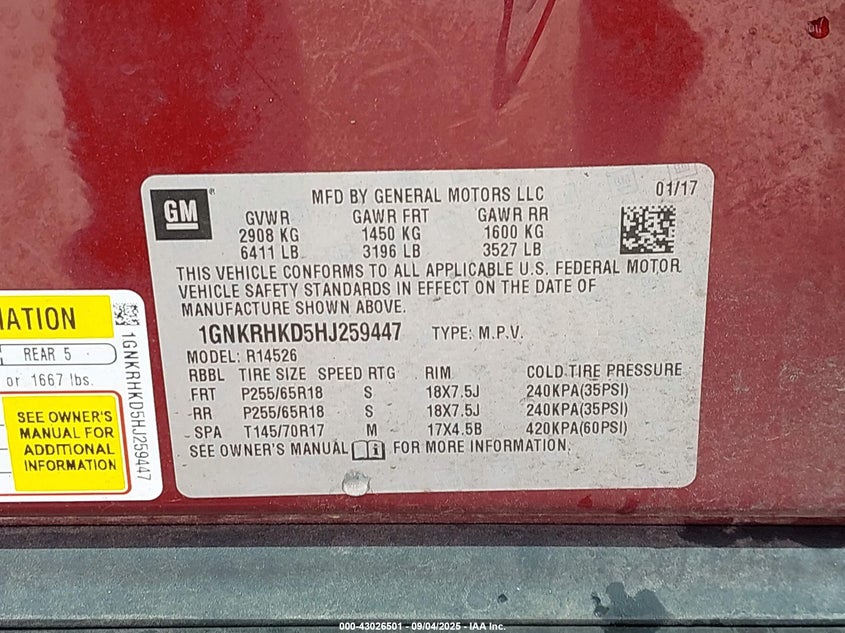 GM
MFD BY GENERAL MOTORS LLC 01/17
GVWR GAWR FRT GAWR RR
2908 KG 1450 KG 1600 KG
6411 LB 3196 LB 3527 LB
THIS VEHICLE CONFORMS TO ALL APPLICABLE U.S. FEDERAL MOTOR
VEHICLE SAFETY STANDARDS IN EFFECT ON THE DATE OF
MANUFACTURE SHOWN ABOVE.
1GNKRHKD5HJ259447 TYPE: M.P.V.
MODEL: R14526
RBBL TIRE SIZE SPEED RTG RIM COLD TIRE PRESSURE
FRT P255/65R18 S 18X7.5J 240KPA(35PSI)
RR P255/65R18 S 18X7.5J 240KPA(35PSI)
SPA T145/70R17 M 17X4.5B 420KPA(60PSI)
SEE OWNER'S MANUAL FOR MORE INFORMATION.
REAR 5
or 1667 lbs.
SEE OWNER'S
MANUAL FOR
ADDITIONAL
INFORMATION
1GNKRHKD5HJ259447
000-43026501 - 09/04/2025 - IAA Inc.